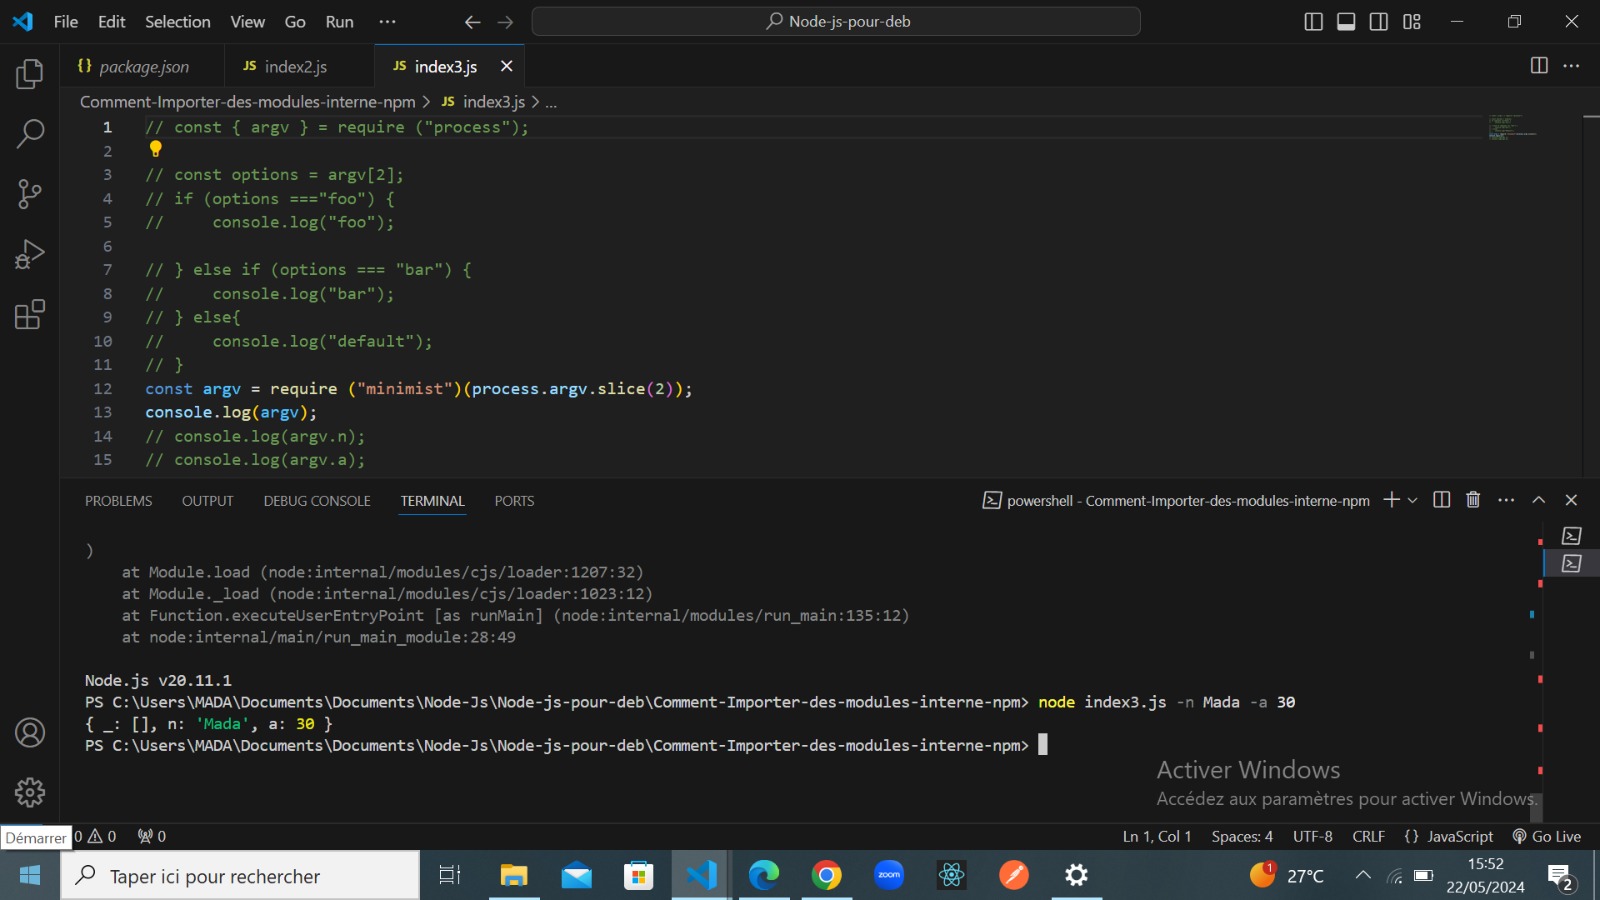 File Edit Selection View Go Run ··· Node-js-pour-deb
{} package.json JS index2.js JS index3.js
Comment-Importer-des-modules-interne-npm > JS index3.js > ...
1 // const { argv } = require ("process");
2
3 // const options = argv[2];
4 // if (options ==="foo") {
5 //     console.log("foo");
6
7 // } else if (options === "bar") {
8 //     console.log("bar");
9 // } else{
10 //     console.log("default");
11 // }
12 const argv = require ("minimist")(process.argv.slice(2));
13 console.log(argv);
14 // console.log(argv.n);
15 // console.log(argv.a);
PROBLEMS OUTPUT DEBUG CONSOLE TERMINAL PORTS powershell - Comment-Importer-des-modules-interne-npm
)
    at Module.load (node:internal/modules/cjs/loader:1207:32)
    at Module._load (node:internal/modules/cjs/loader:1023:12)
    at Function.executeUserEntryPoint [as runMain] (node:internal/modules/run_main:135:12)
    at node:internal/main/run_main_module:28:49
Node.js v20.11.1
PS C:\Users\MADA\Documents\Documents\Node-Js\Node-js-pour-deb\Comment-Importer-des-modules-interne-npm> node index3.js -n Mada -a 30
{ _: [], n: 'Mada', a: 30 }
PS C:\Users\MADA\Documents\Documents\Node-Js\Node-js-pour-deb\Comment-Importer-des-modules-interne-npm>
Activer Windows
Accédez aux paramètres pour activer Windows.
Démarrer 0 0 0 Ln 1, Col 1 Spaces: 4 UTF-8 CRLF {} JavaScript Go Live
Taper ici pour rechercher zoom 1 27°C 15:52
22/05/2024 2